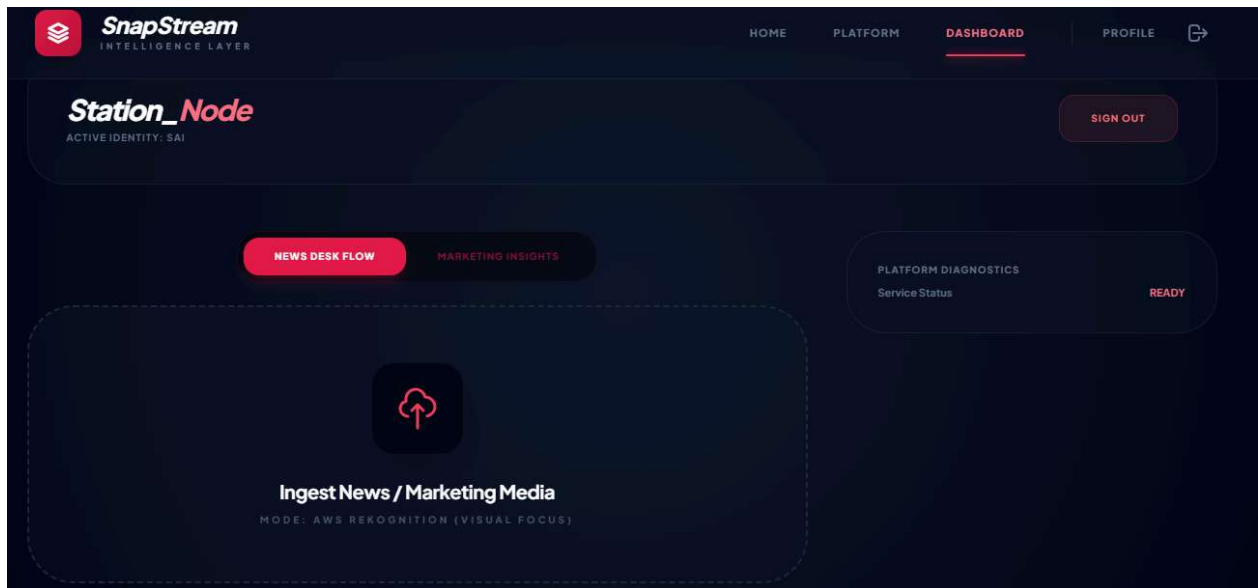 SnapStream
INTELLIGENCE LAYER
HOME PLATFORM DASHBOARD PROFILE
Station_Node
ACTIVE IDENTITY: SAI
SIGN OUT
NEWS DESK FLOW MARKETING INSIGHTS
PLATFORM DIAGNOSTICS
Service Status READY
Ingest News / Marketing Media
MODE: AWS REKOGNITION (VISUAL FOCUS)